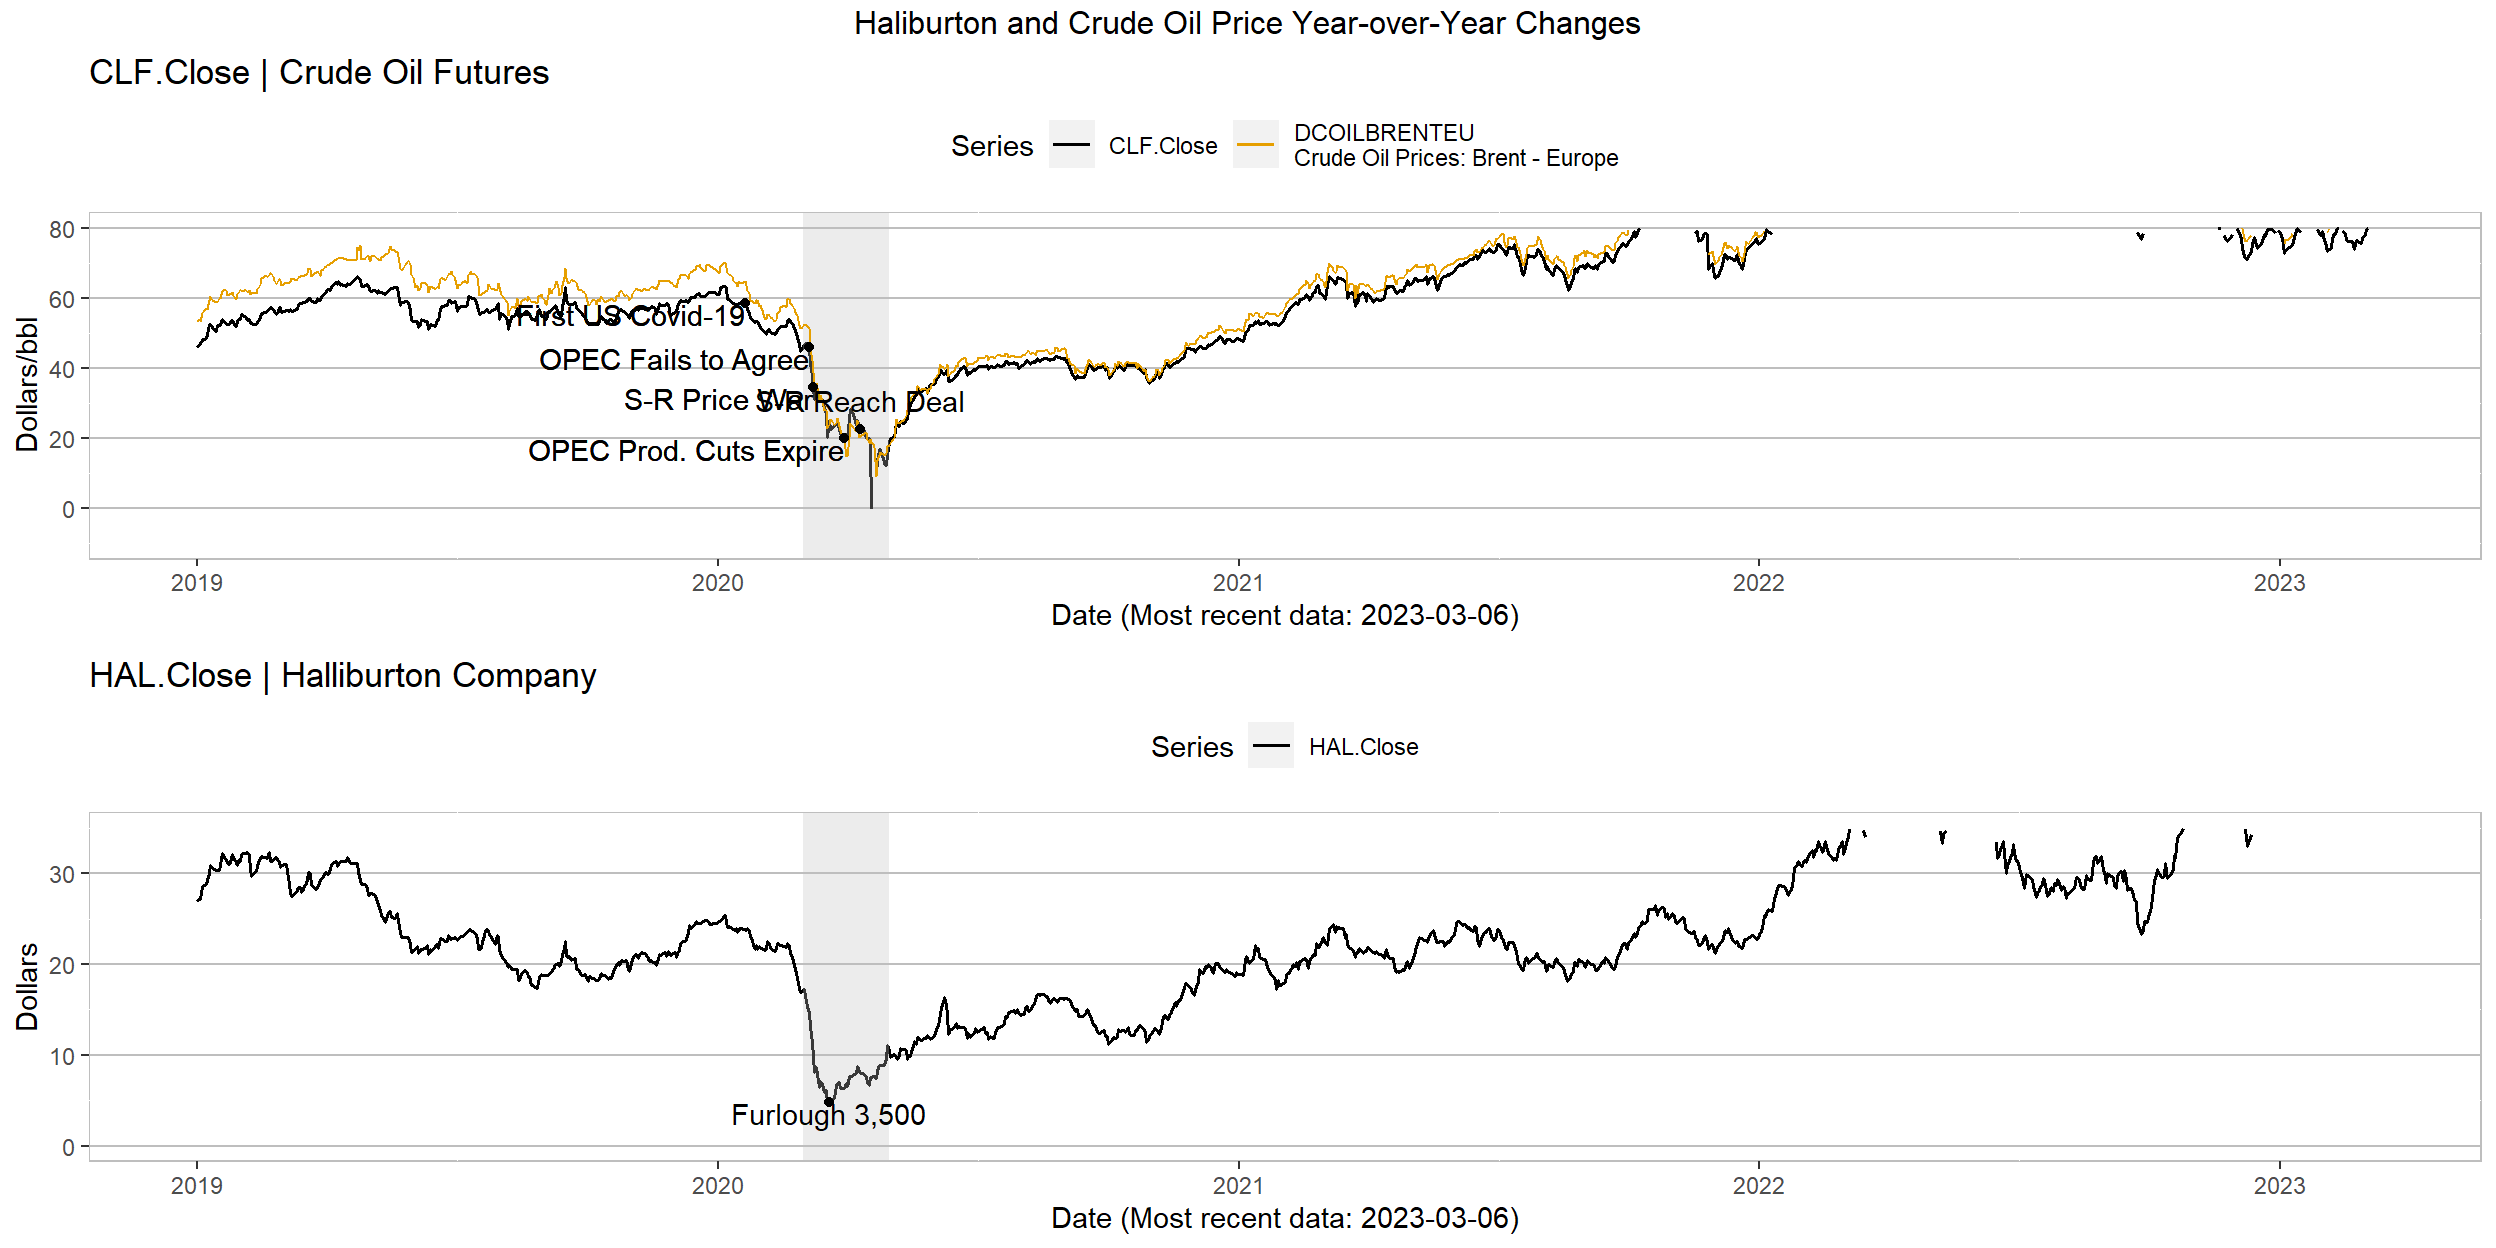 Haliburton and Crude Oil Price Year-over-Year Changes
CLF.Close | Crude Oil Futures
Series
CLF.Close
DCOILBRENTEU
Crude Oil Prices: Brent - Europe
Dollars/bbl
80
60
40
20
0
First US Covid-19
OPEC Fails to Agree
S-R Price War
S-R Reach Deal
OPEC Prod. Cuts Expire
2019
2020
2021
2022
2023
Date (Most recent data: 2023-03-06)
HAL.Close | Halliburton Company
Series
HAL.Close
Dollars
30
20
10
0
Furlough 3,500
2019
2020
2021
2022
2023
Date (Most recent data: 2023-03-06)